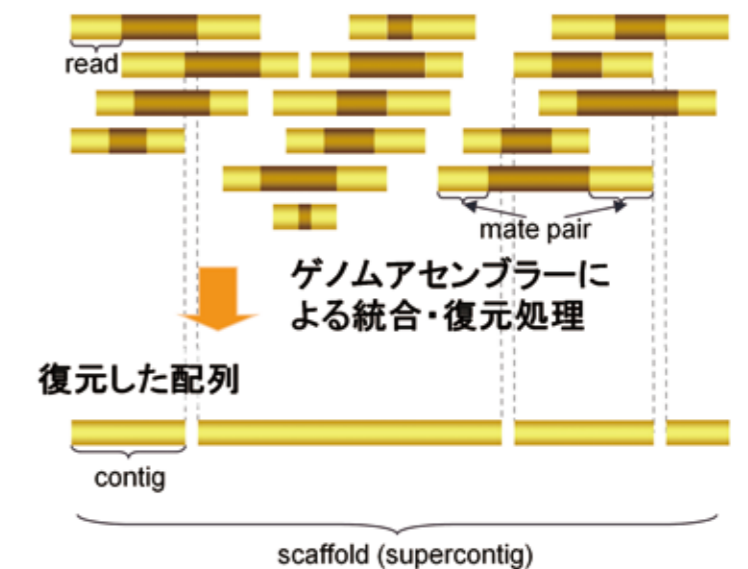 read
mate pair
ゲノムアセンブラーに
よる統合・復元処理
復元した配列
contig
scaffold (supercontig)